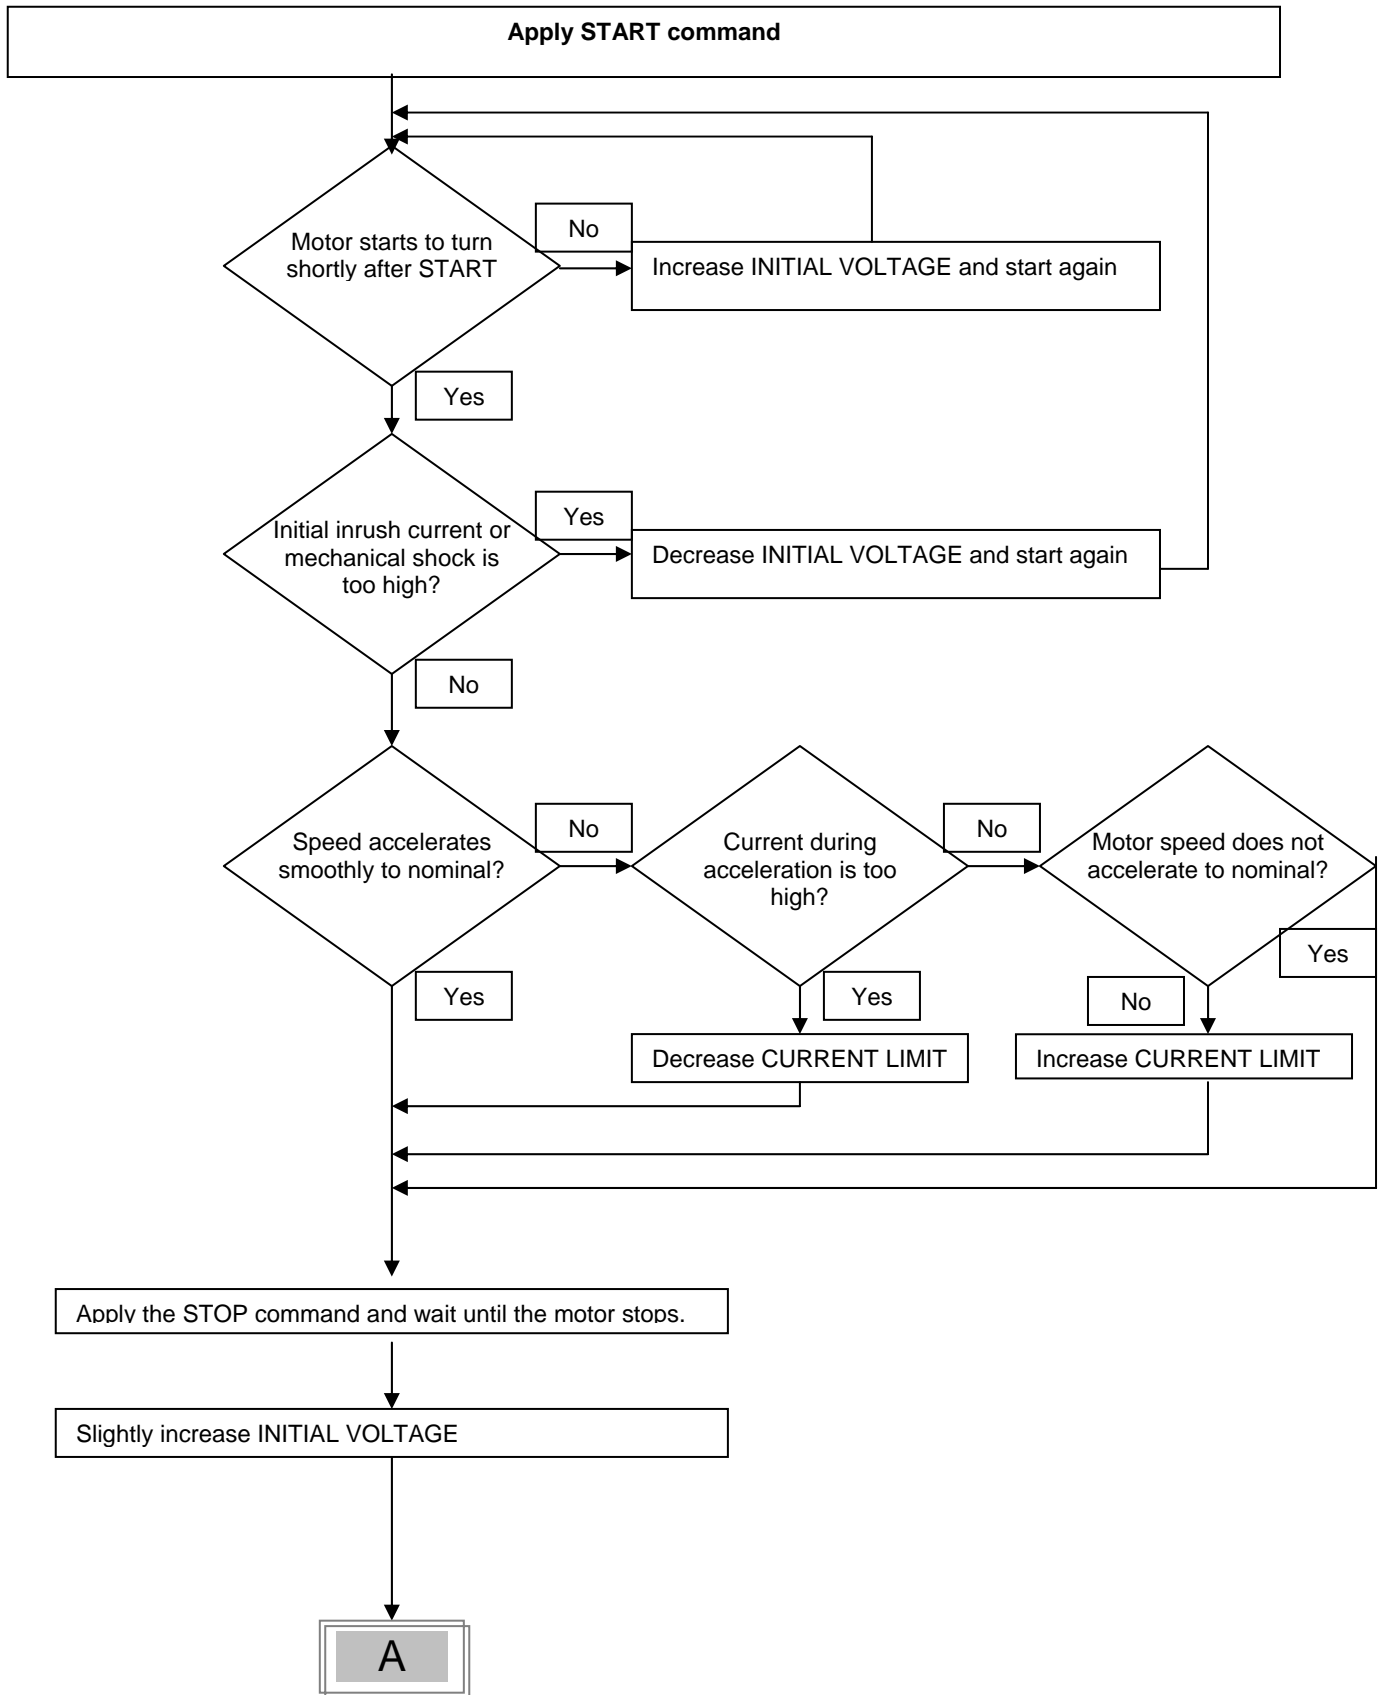 Apply START command
No
Motor starts to turn
shortly after START
Increase INITIAL VOLTAGE and start again
Yes
Yes
Initial inrush current or
mechanical shock is
too high?
Decrease INITIAL VOLTAGE and start again
No
No
No
Speed accelerates
smoothly to nominal?
Current during
acceleration is too
high?
Motor speed does not
accelerate to nominal?
Yes
Yes
Yes
No
Decrease CURRENT LIMIT
Increase CURRENT LIMIT
Apply the STOP command and wait until the motor stops.
Slightly increase INITIAL VOLTAGE
A